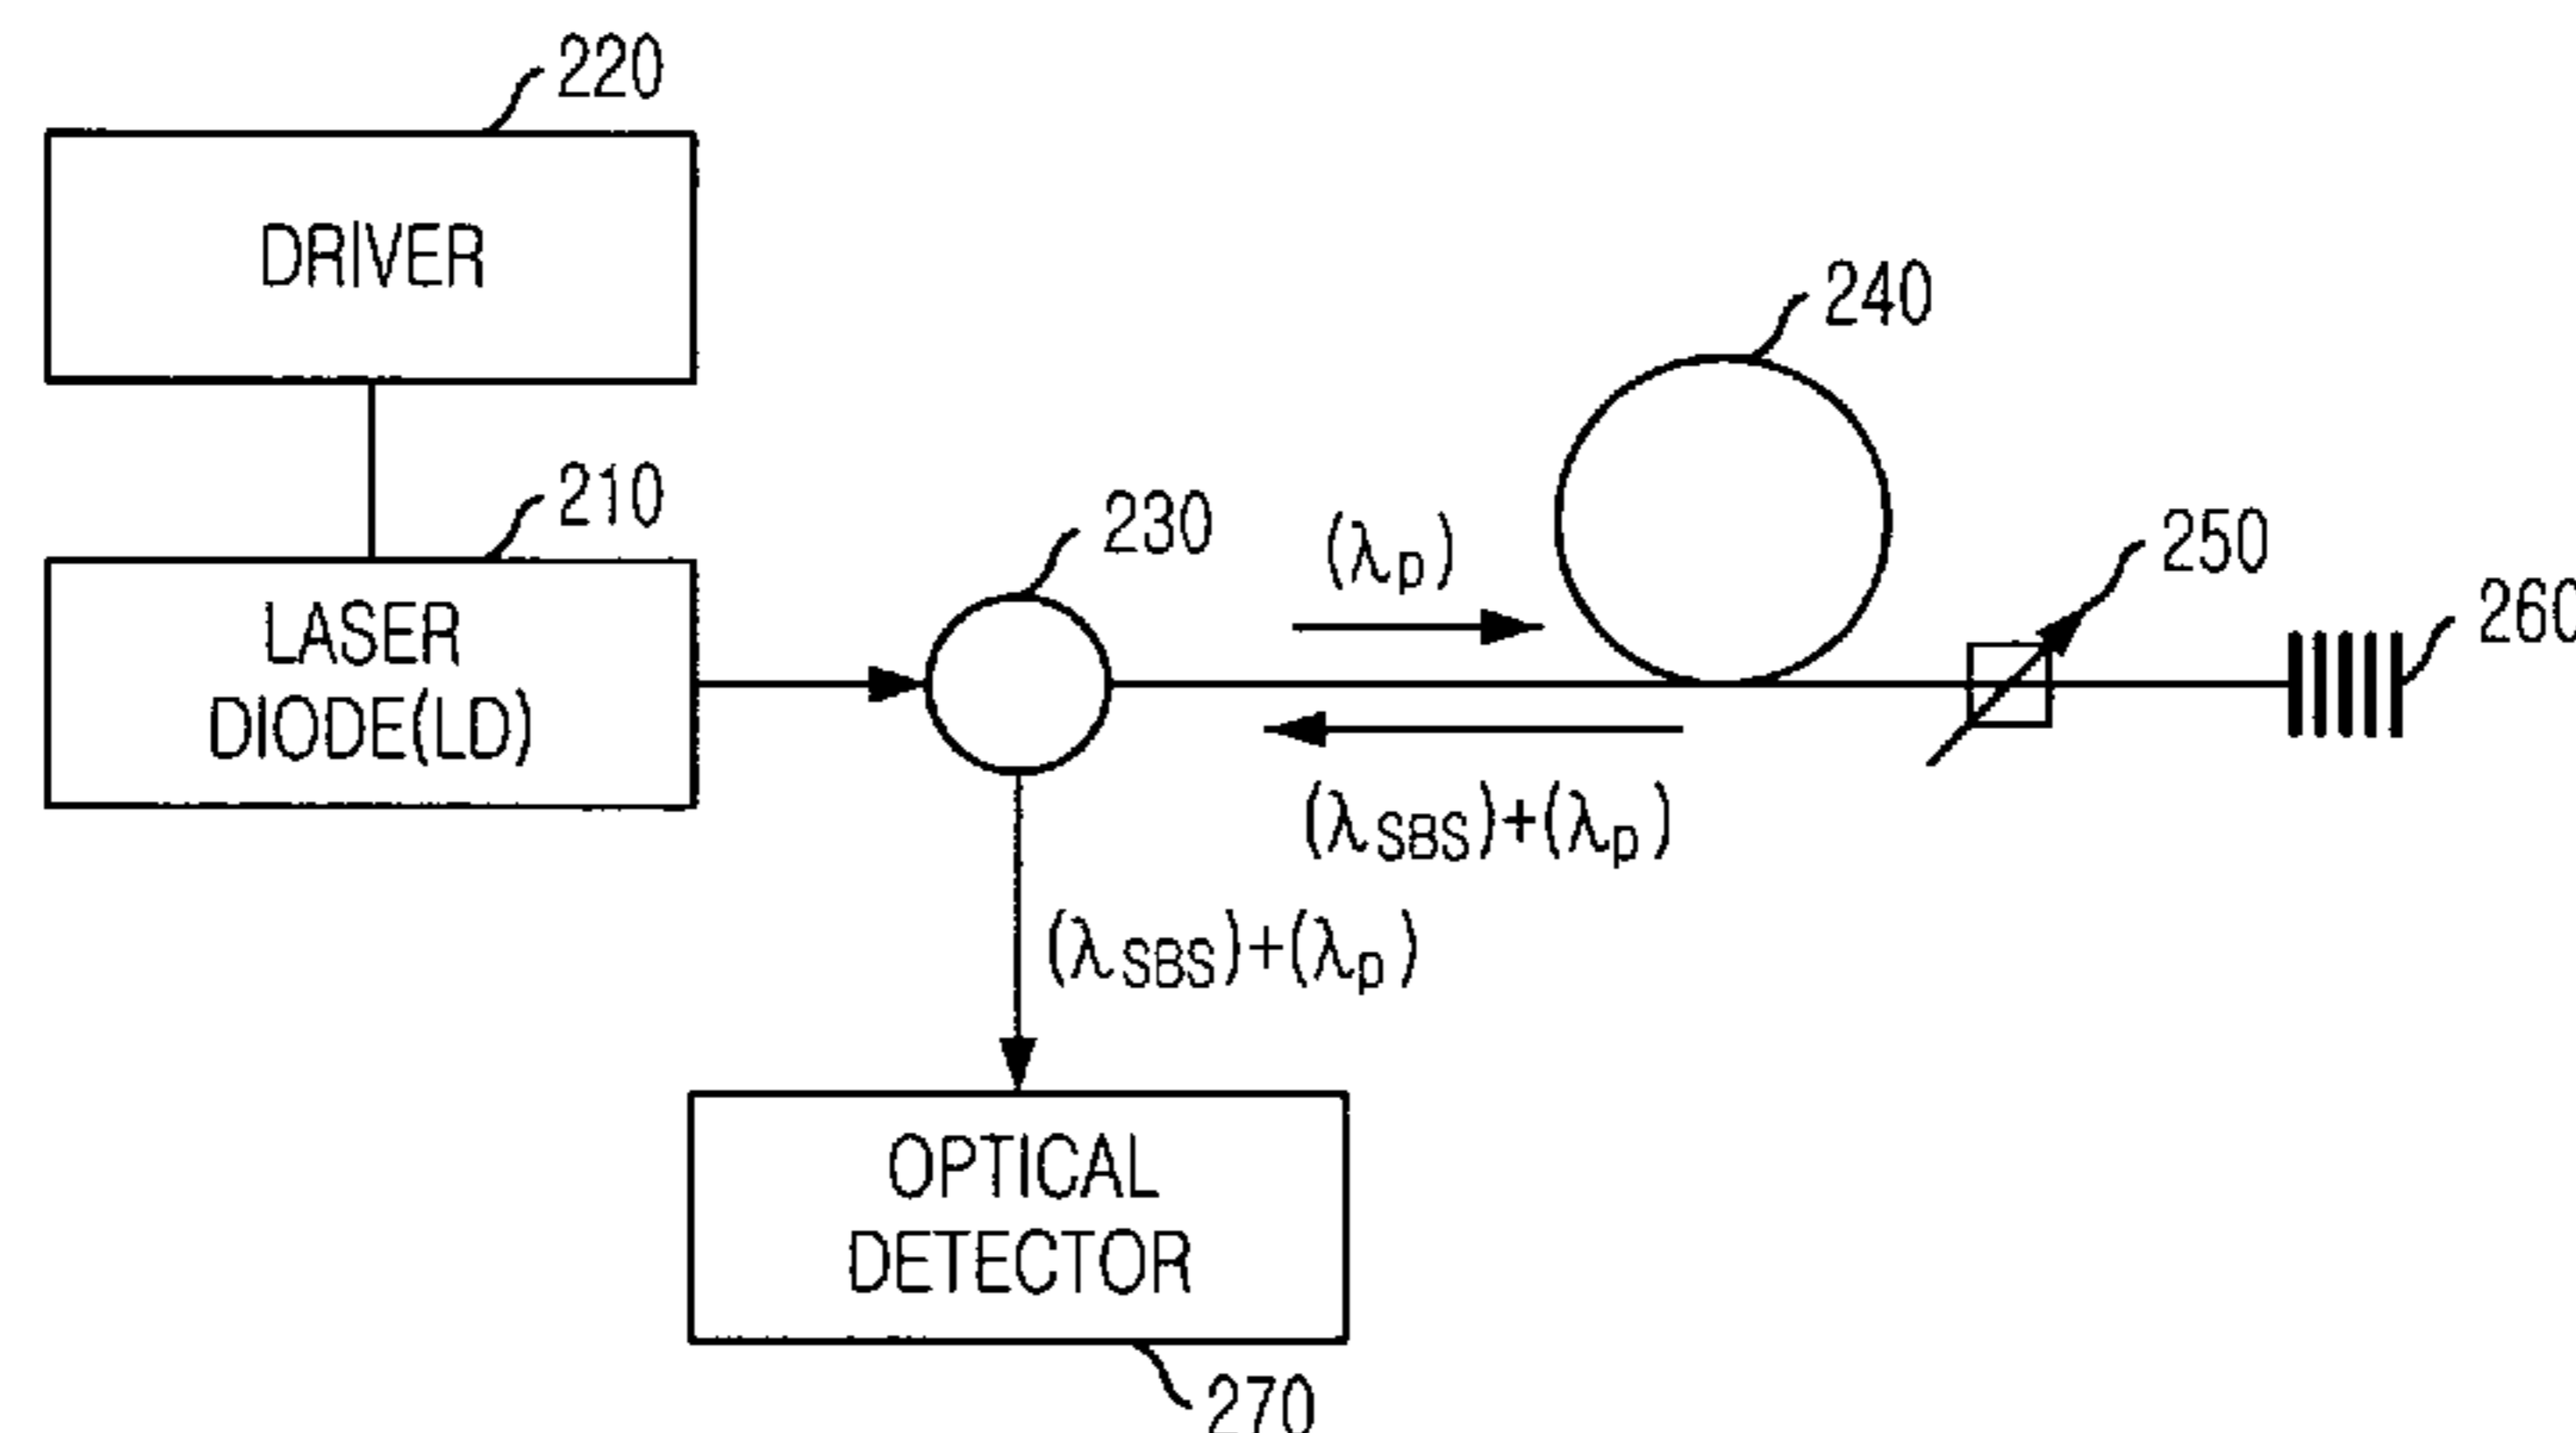 220
DRIVER
240
210
230
(λp)
250
260
LASER
DIODE(LD)
(λSBS)+(λp)
(λSBS)+(λp)
OPTICAL
DETECTOR
270